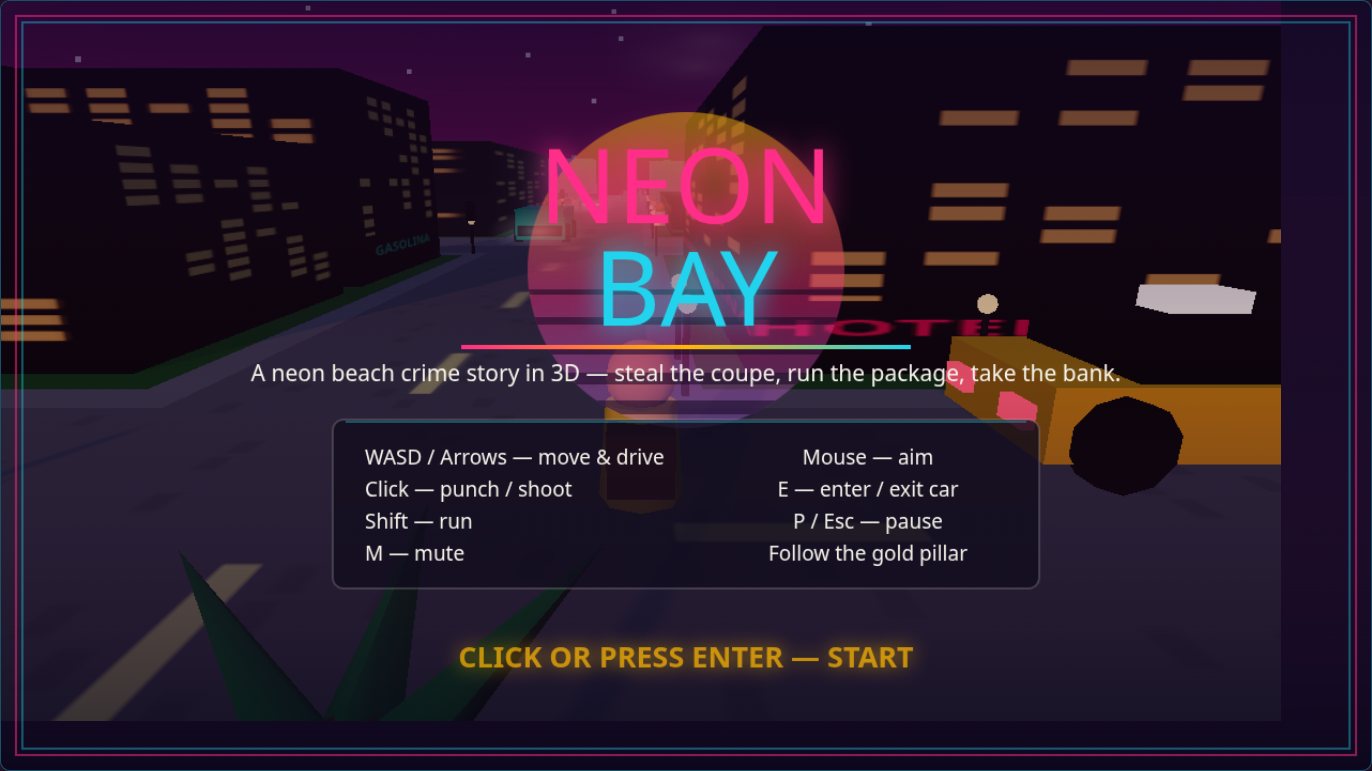 GASOLINA
NEON
BAY
HOTEL
A neon beach crime story in 3D — steal the coupe, run the package, take the bank.
WASD / Arrows — move & drive
Mouse — aim
Click — punch / shoot
E — enter / exit car
Shift — run
P / Esc — pause
M — mute
Follow the gold pillar
CLICK OR PRESS ENTER — START